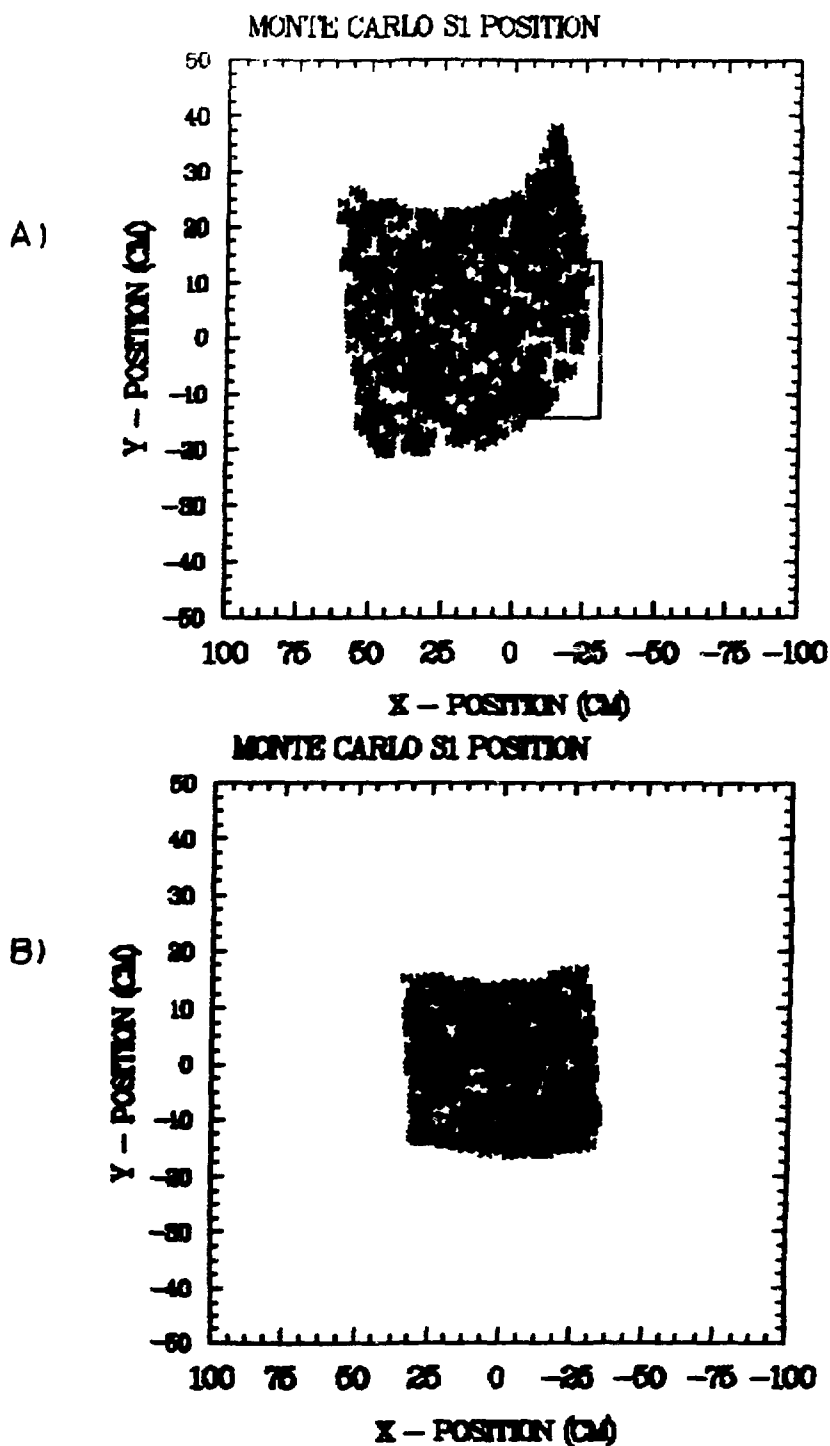 MONTE CARLO S1 POSITION
A)
Y - POSITION (CM)
50
40
30
20
10
0
-10
-20
-30
-40
-50
100 75 50 25 0 -25 -50 -75 -100
X - POSITION (CM)
MONTE CARLO S1 POSITION
B)
Y - POSITION (CM)
50
40
30
20
10
0
-10
-20
-30
-40
-50
100 75 50 25 0 -25 -50 -75 -100
X - POSITION (CM)